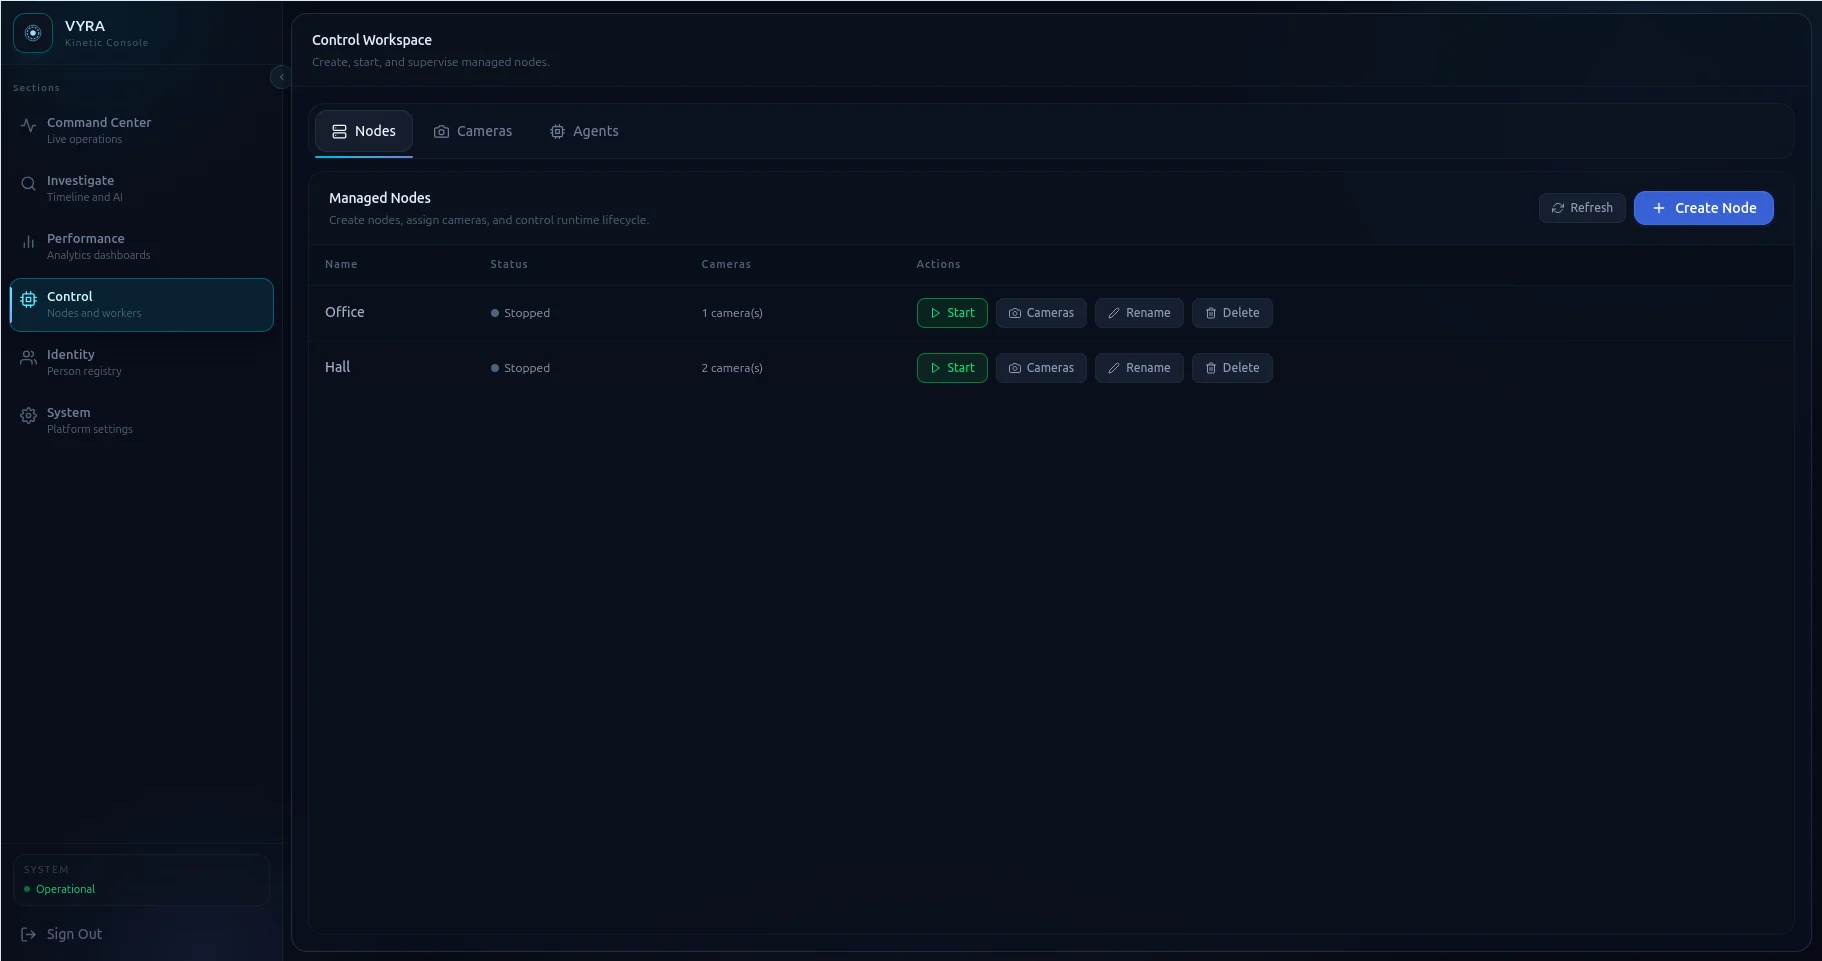 VYRA
Kinetic Console
Sections
Command Center
Live operations
Investigate
Timeline and AI
Performance
Analytics dashboards
Control
Nodes and workers
Identity
Person registry
System
Platform settings
SYSTEM
Operational
Sign Out
Control Workspace
Create, start, and supervise managed nodes.
Nodes Cameras Agents
Managed Nodes
Create nodes, assign cameras, and control runtime lifecycle.
Refresh Create Node
Name Status Cameras Actions
Office Stopped 1 camera(s) Start Cameras Rename Delete
Hall Stopped 2 camera(s) Start Cameras Rename Delete